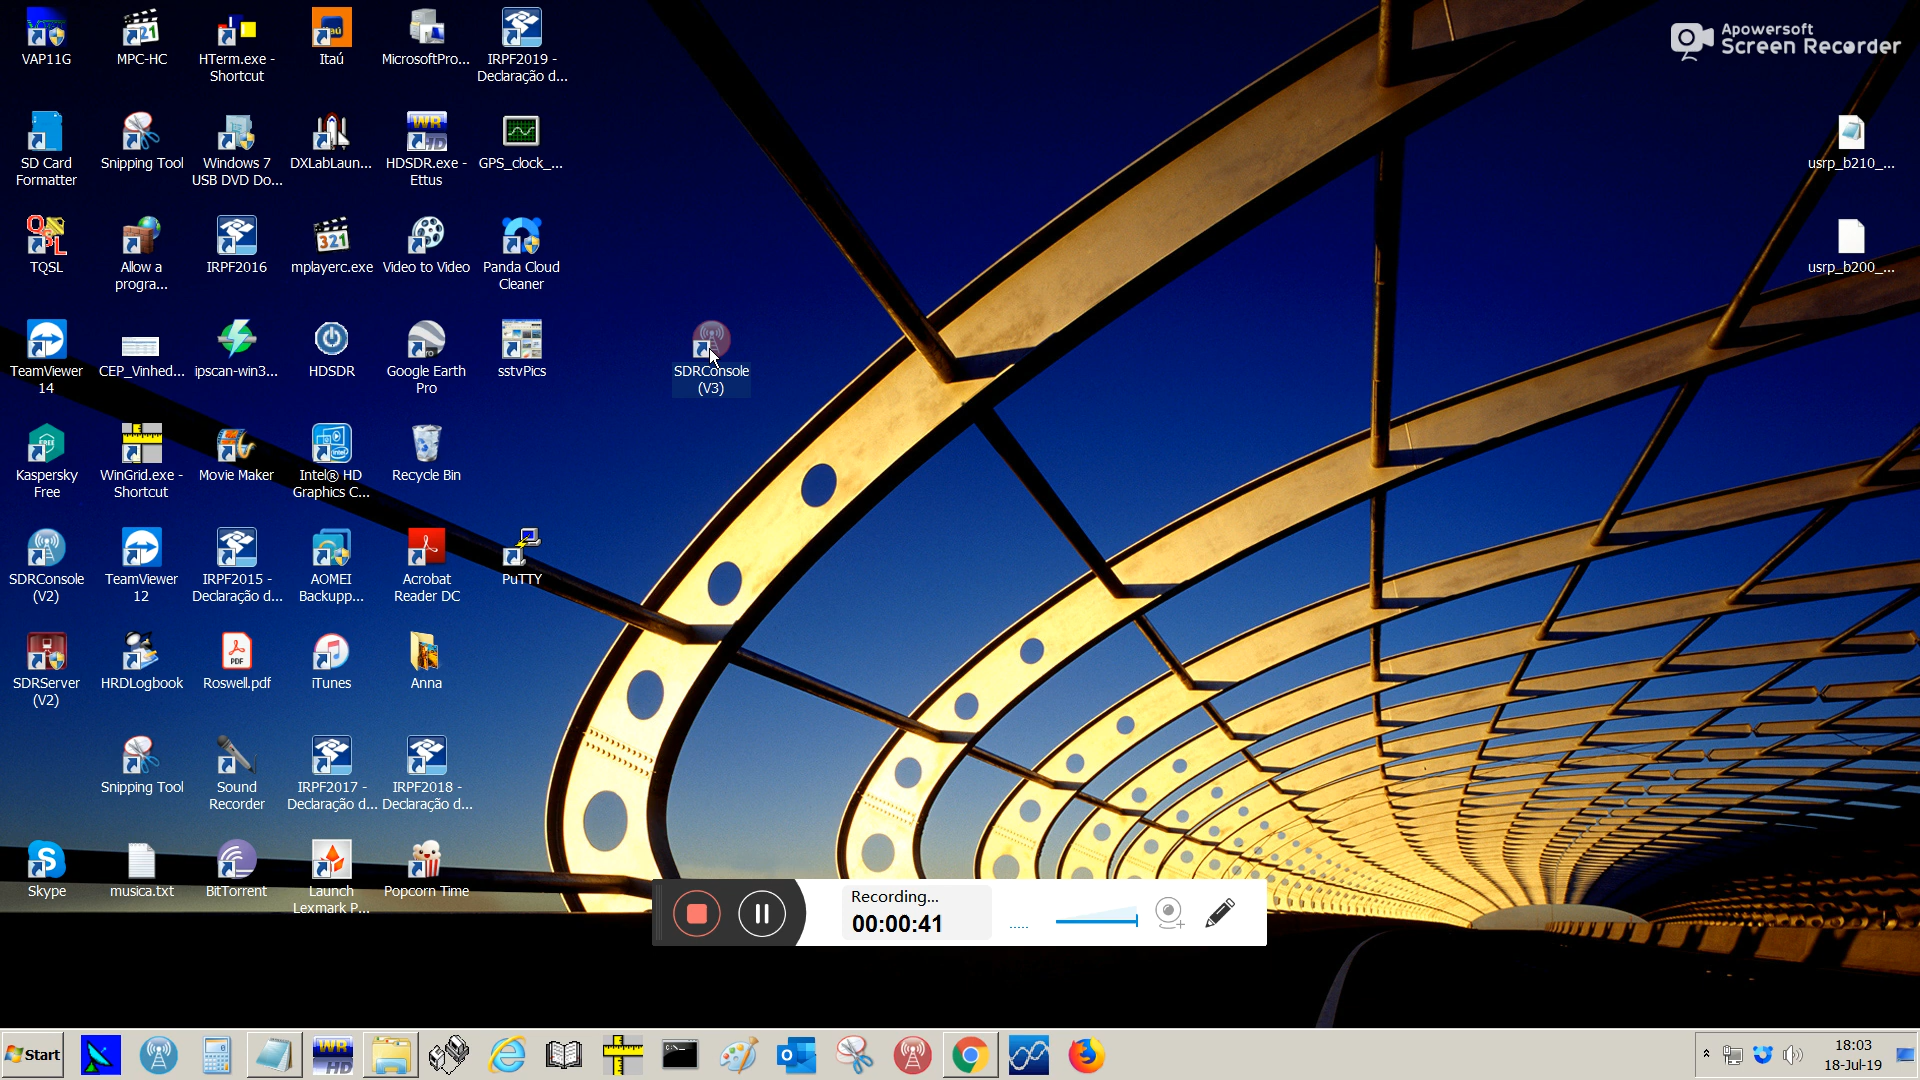 Apowersoft
Screen Recorder
VAP11G
MPC-HC
HTerm.exe -
Shortcut
Itaú
MicrosoftPro...
IRPF2019 -
Declaração d...
SD Card
Formatter
Snipping Tool
Windows 7
USB DVD Do...
DXLabLaun...
HDSDR.exe -
Ettus
GPS_clock_...
usrp_b210_...
TQSL
Allow a
progra...
IRPF2016
mplayerc.exe
Video to Video
Panda Cloud
Cleaner
usrp_b200_...
TeamViewer
14
CEP_Vinhed...
ipscan-win3...
HDSDR
Google Earth
Pro
sstvPics
SDRConsole
(V3)
Kaspersky
Free
WinGrid.exe -
Shortcut
Movie Maker
Intel® HD
Graphics C...
Recycle Bin
SDRConsole
(V2)
TeamViewer
12
IRPF2015 -
Declaração d...
AOMEI
Backupp...
Acrobat
Reader DC
PuTTY
SDRServer
(V2)
HRDLogbook
Roswell.pdf
iTunes
Anna
Snipping Tool
Sound
Recorder
IRPF2017 -
Declaração d...
IRPF2018 -
Declaração d...
Skype
musica.txt
BitTorrent
Launch
Lexmark P...
Popcorn Time
Recording...
00:00:41
Start
18:03
18-Jul-19